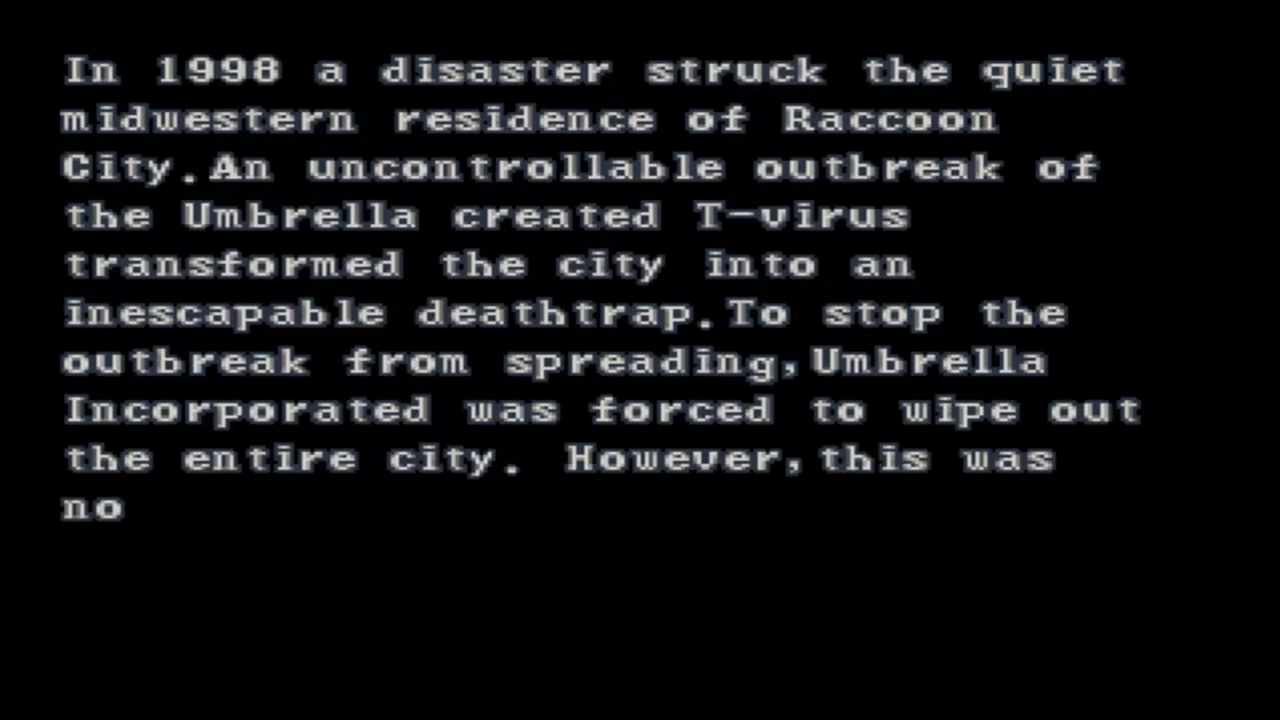 In 1998 a disaster struck the quiet
midwestern residence of Raccoon
City.An uncontrollable outbreak of
the Umbrella created T-virus
transformed the city into an
inescapable deathtrap.To stop the
outbreak from spreading,Umbrella
Incorporated was forced to wipe out
the entire city. However,this was
no